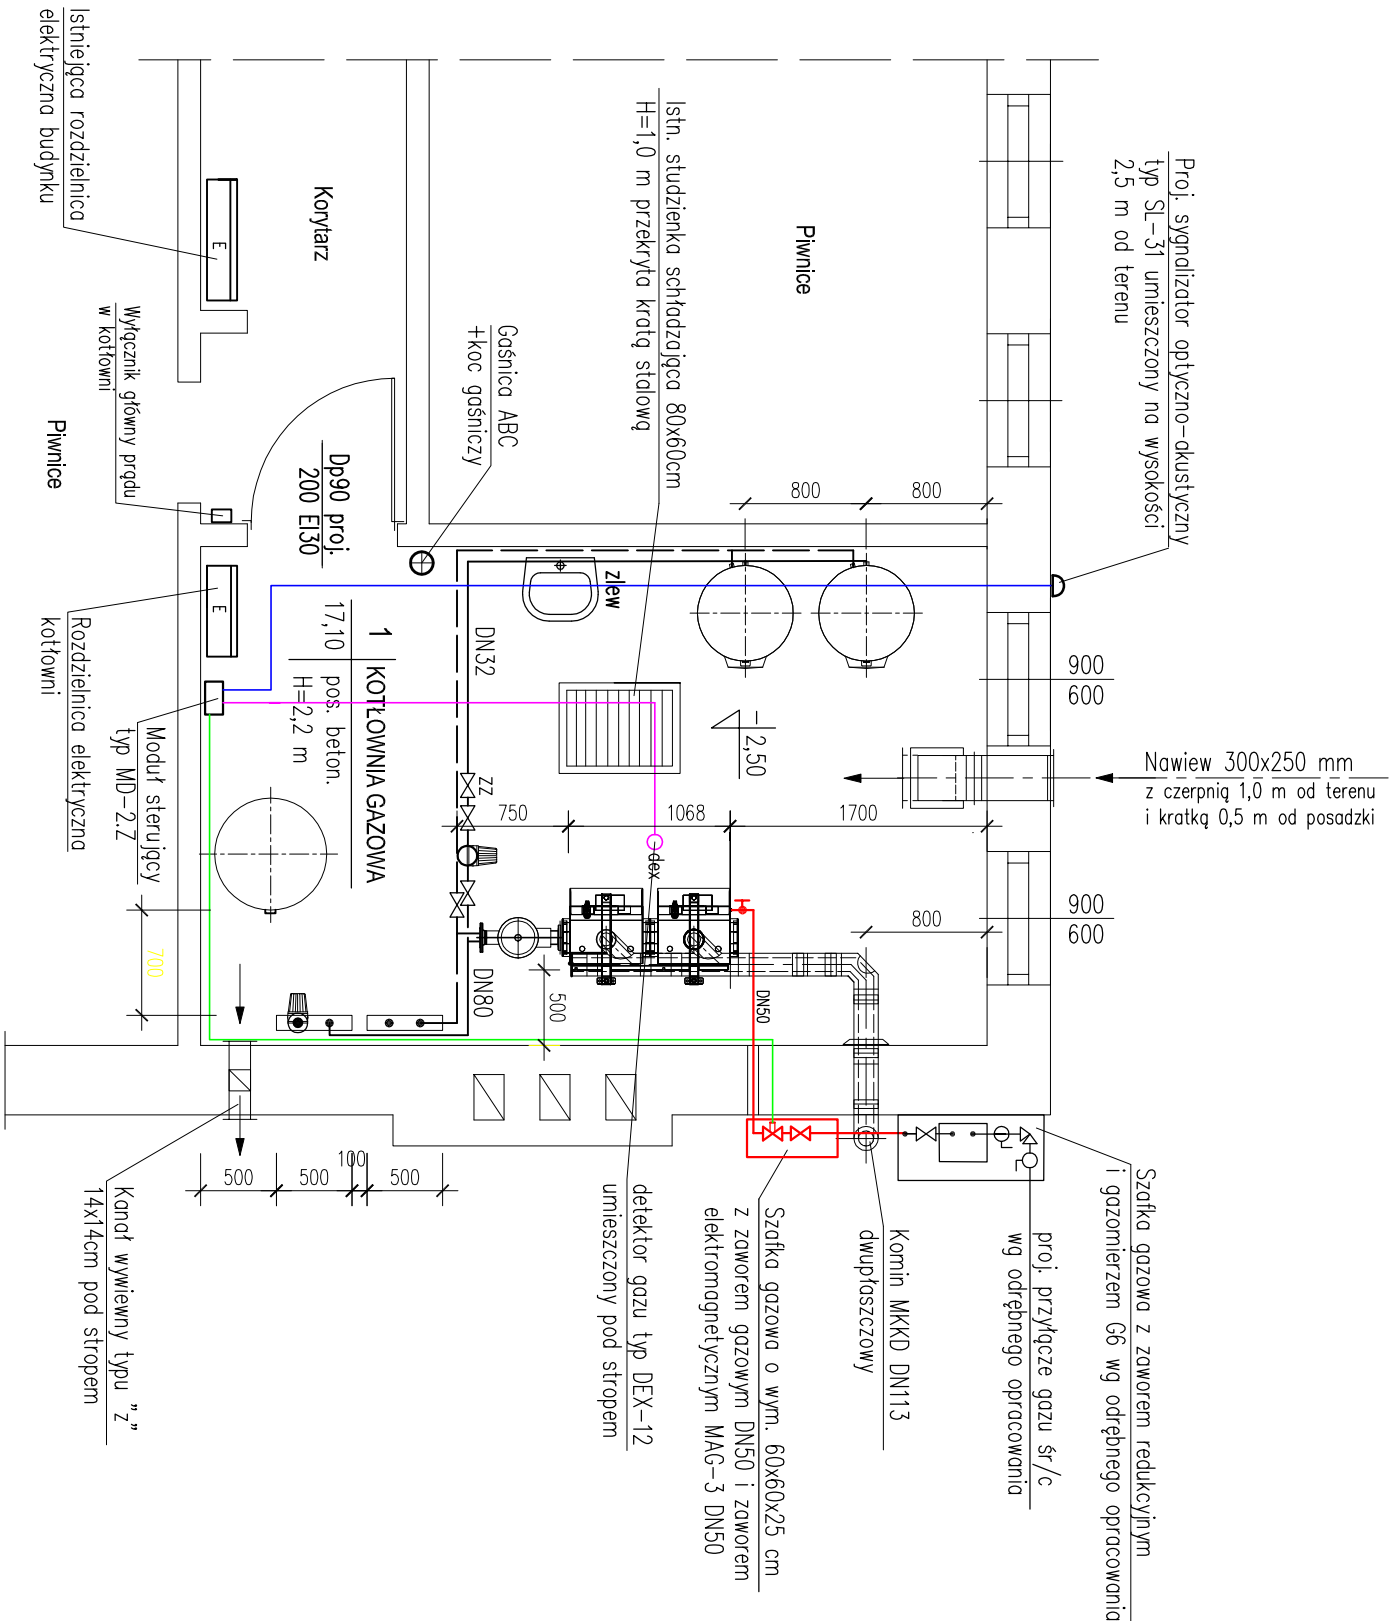 Istniejąca rozdzielnica
elektryczna budynku
Korytarz
Piwnice
Istn. studzienka schładzająca 80x60cm
H=1,0 m przekryta kratą stalową
Proj. sygnalizator optyczno-akustyczny
typ SL-31 umieszczony na wysokości
2,5 m od terenu
Wyłącznik główny prądu
w kotłowni
Piwnice
Gaśnica ABC
+koc gaśniczy
Dp90 proj.
200 EI30
E
E
800
800
zlew
DN32
1
KOTŁOWNIA GAZOWA
17,10
pos. beton.
H=2,2 m
Rozdzielnica elektryczna
kotłowni
Moduł sterujący
typ MD-2.Z
-2,50
900
600
Nawiew 300x250 mm
z czerpnią 1,0 m od terenu
i kratką 0,5 m od posadzki
ZZ
750
1068
1700
dex
900
600
800
700
DN80
500
DN50
500
500
100
500
Kanał wywiewny typu "z"
14x14cm pod stropem
detektor gazu typ DEX-12
umieszczony pod stropem
Szafka gazowa o wym. 60x60x25 cm
z zaworem gazowym DN50 i zaworem
elektromagnetycznym MAG-3 DN50
Komin MKKD DN113
dwupłaszczowy
proj. przyłącze gazu śr/c
wg odrębnego opracowania
Szafka gazowa z zaworem redukcyjnym
i gazomierzem G6 wg odrębnego opracowania